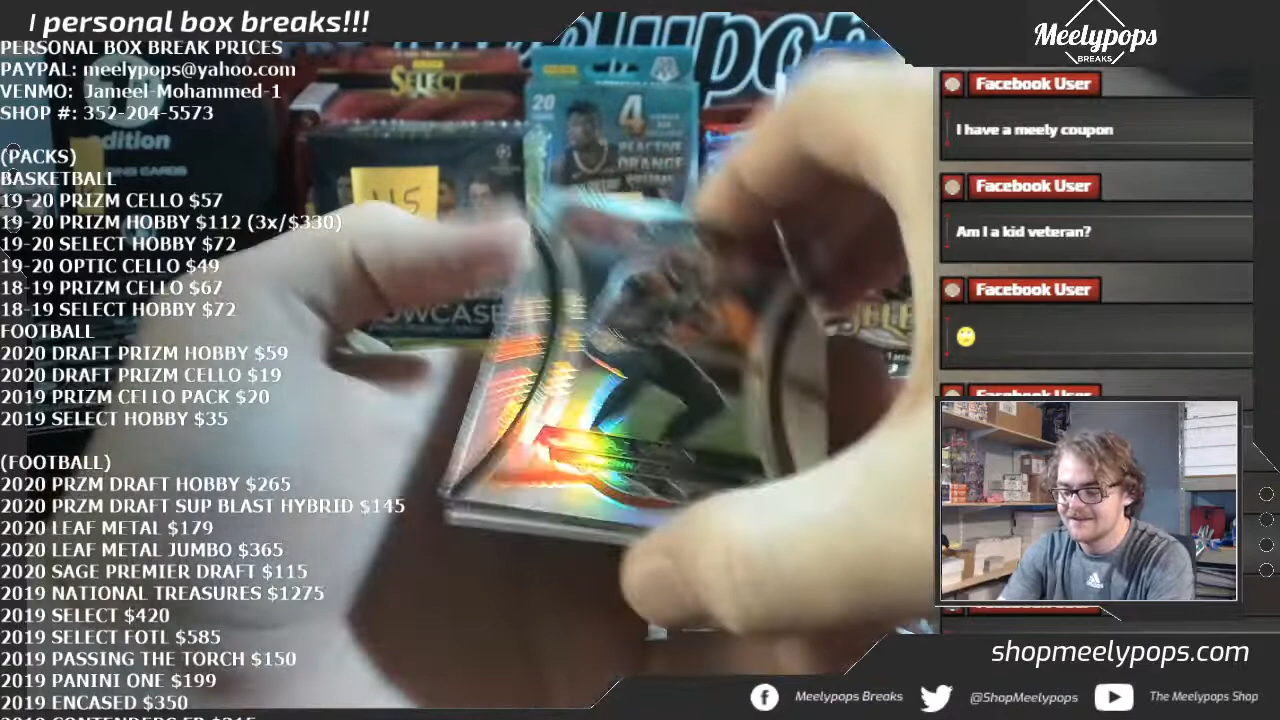 I personal box breaks!!!
PERSONAL BOX BREAK PRICES
PAYPAL: meelypops@yahoo.com
VENMO: Jameel-Mohammed-1
SHOP #: 352-204-5573
(PACKS)
BASKETBALL
19-20 PRIZM CELLO $57
19-20 PRIZM HOBBY $112 (3x/$330)
19-20 SELECT HOBBY $72
19-20 OPTIC CELLO $49
18-19 PRIZM CELLO $67
18-19 SELECT HOBBY $72
FOOTBALL
2020 DRAFT PRIZM HOBBY $59
2020 DRAFT PRIZM CELLO $19
2019 PRIZM CELLO PACK $20
2019 SELECT HOBBY $35
(FOOTBALL)
2020 PRZM DRAFT HOBBY $265
2020 PRZM DRAFT SUP BLAST HYBRID $145
2020 LEAF METAL $179
2020 LEAF METAL JUMBO $365
2020 SAGE PREMIER DRAFT $115
2019 NATIONAL TREASURES $1275
2019 SELECT $420
2019 SELECT FOTL $585
2019 PASSING THE TORCH $150
2019 PANINI ONE $199
2019 ENCASED $350
edition
SELECT
20
4
REACTIVE
ORANGE
Meelypops
BREAKS
Facebook User
I have a meely coupon
Facebook User
Am I a kid veteran?
Facebook User
adidas
shopmeelypops.com
Meelypops Breaks
@ShopMeelypops
The Meelypops Shop